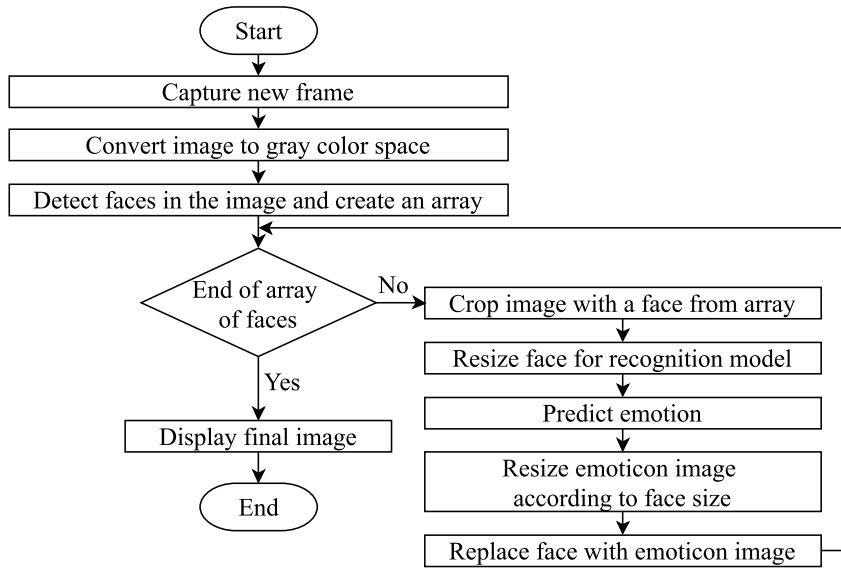 Start
Capture new frame
Convert image to gray color space
Detect faces in the image and create an array
End of array
of faces
No
Crop image with a face from array
Resize face for recognition model
Predict emotion
Resize emoticon image
according to face size
Replace face with emoticon image
Yes
Display final image
End